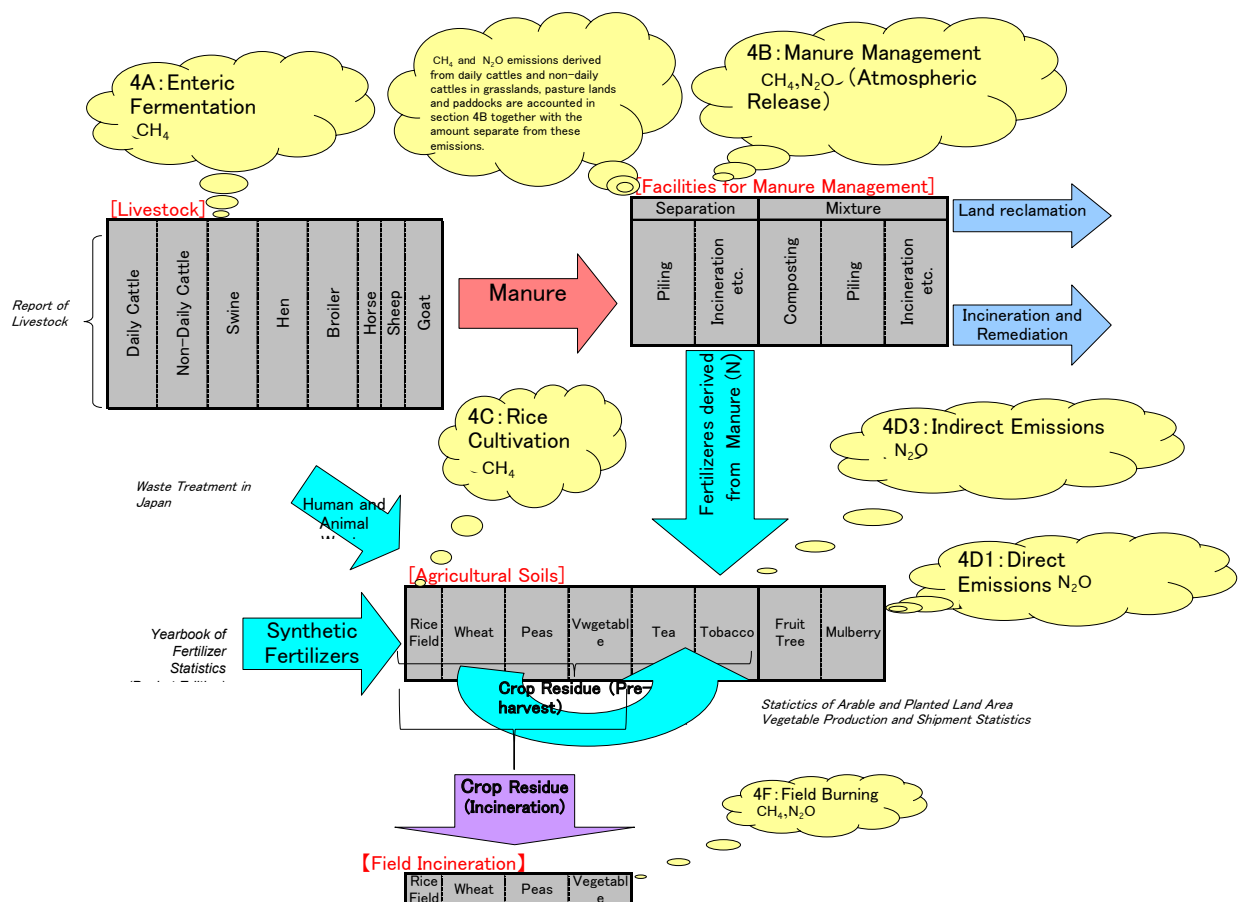 4A：Enteric
Fermentation
CH₄
CH₄ and N₂O emissions derived
from daily cattles and non-daily
cattles in grasslands, pasture lands
and paddocks are accounted in
section 4B together with the
amount separate from these
emissions.
4B：Manure Management
CH₄,N₂O （Atmospheric
Release）
[Livestock]
[Facilities for Manure Management]
Report of
Livestock
Daily Cattle
Non-Daily Cattle
Swine
Hen
Broiler
Horse
Sheep
Goat
Manure
Separation
Mixture
Piling
Incineration
etc.
Composting
Piling
Incineration
etc.
Land reclamation
Incineration and
Remediation
Fertilizeres derived
from Manure (N)
4C：Rice
Cultivation
CH₄
4D3：Indirect Emissions
N₂O
Waste Treatment in
Japan
Human and
Animal
4D1：Direct
Emissions N₂O
[Agricultural Soils]
Yearbook of
Fertilizer
Statistics
Synthetic
Fertilizers
Rice
Field
Wheat
Peas
Vwgetabl
e
Tea
Tobacco
Fruit
Tree
Mulberry
Crop Residue (Pre-
harvest)
Statictics of Arable and Planted Land Area
Vegetable Production and Shipment Statistics
Crop Residue
(Incineration)
4F：Field Burning
CH₄,N₂O
【Field Incineration】
Rice
Field
Wheat
Peas
Vegetabl
e